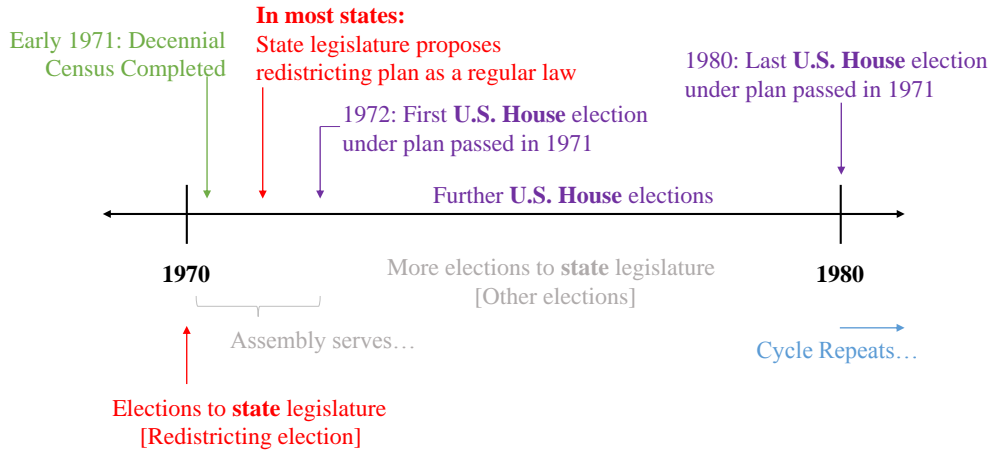 Early 1971: Decennial
Census Completed
In most states:
State legislature proposes
redistricting plan as a regular law
1972: First U.S. House election
under plan passed in 1971
1980: Last U.S. House election
under plan passed in 1971
Further U.S. House elections
1970
More elections to state legislature
[Other elections]
1980
Assembly serves…
Cycle Repeats…
Elections to state legislature
[Redistricting election]